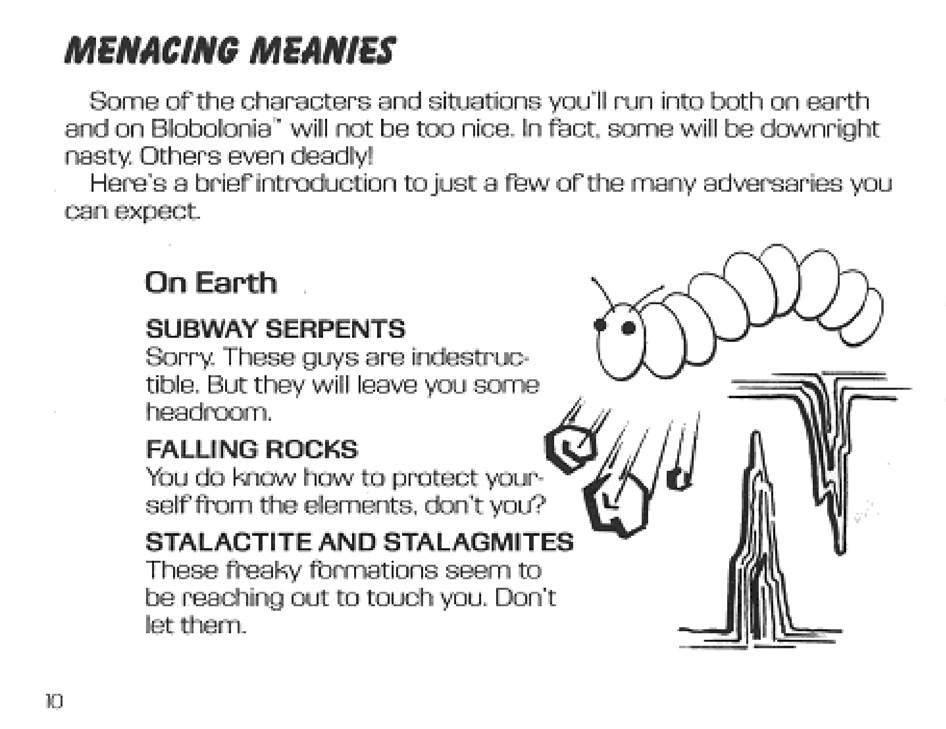 MENACING MEANIES
Some of the characters and situations you'll run into both on earth
and on Blobolonia™ will not be too nice. In fact, some will be downright
nasty. Others even deadly!
Here's a brief introduction to just a few of the many adversaries you
can expect.
On Earth
SUBWAY SERPENTS
Sorry. These guys are indestruc-
tible. But they will leave you some
headroom.
FALLING ROCKS
You do know how to protect your-
self from the elements, don't you?
STALACTITE AND STALAGMITES
These freaky formations seem to
be reaching out to touch you. Don't
let them.
10